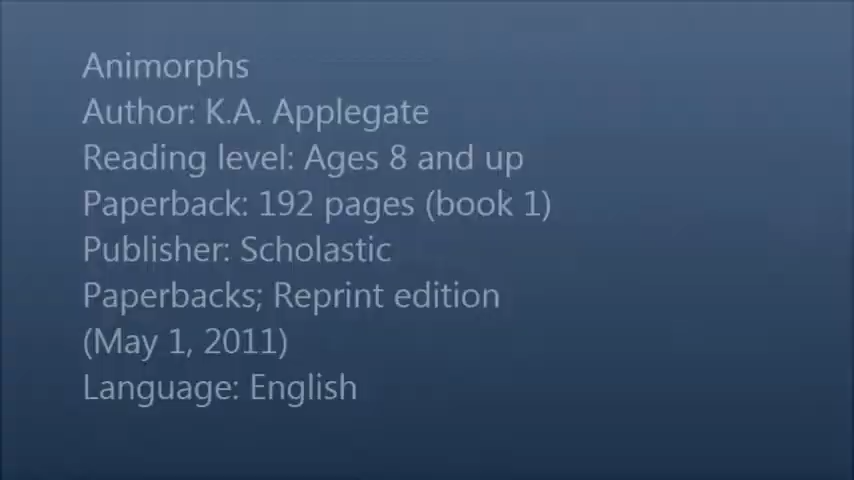 Animorphs
Author: K.A. Applegate
Reading level: Ages 8 and up
Paperback: 192 pages (book 1)
Publisher: Scholastic
Paperbacks; Reprint edition
(May 1, 2011)
Language: English